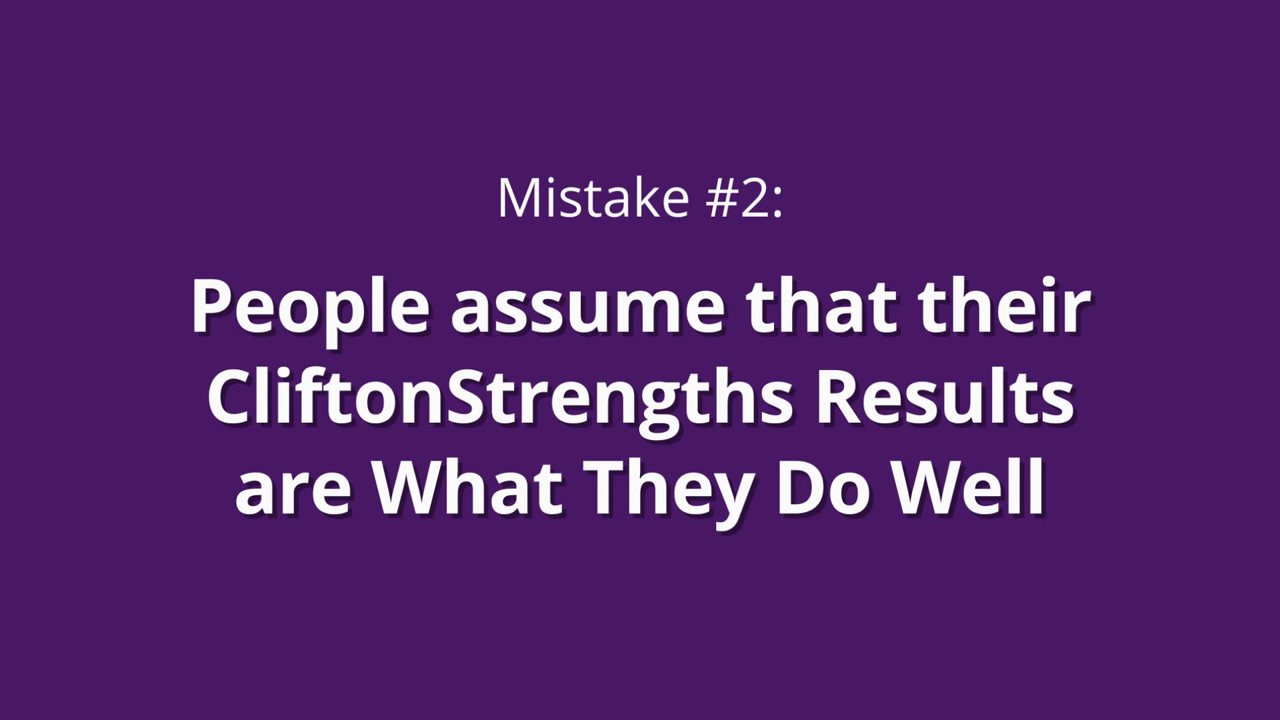 Mistake #2:
People assume that their
CliftonStrengths Results
are What They Do Well